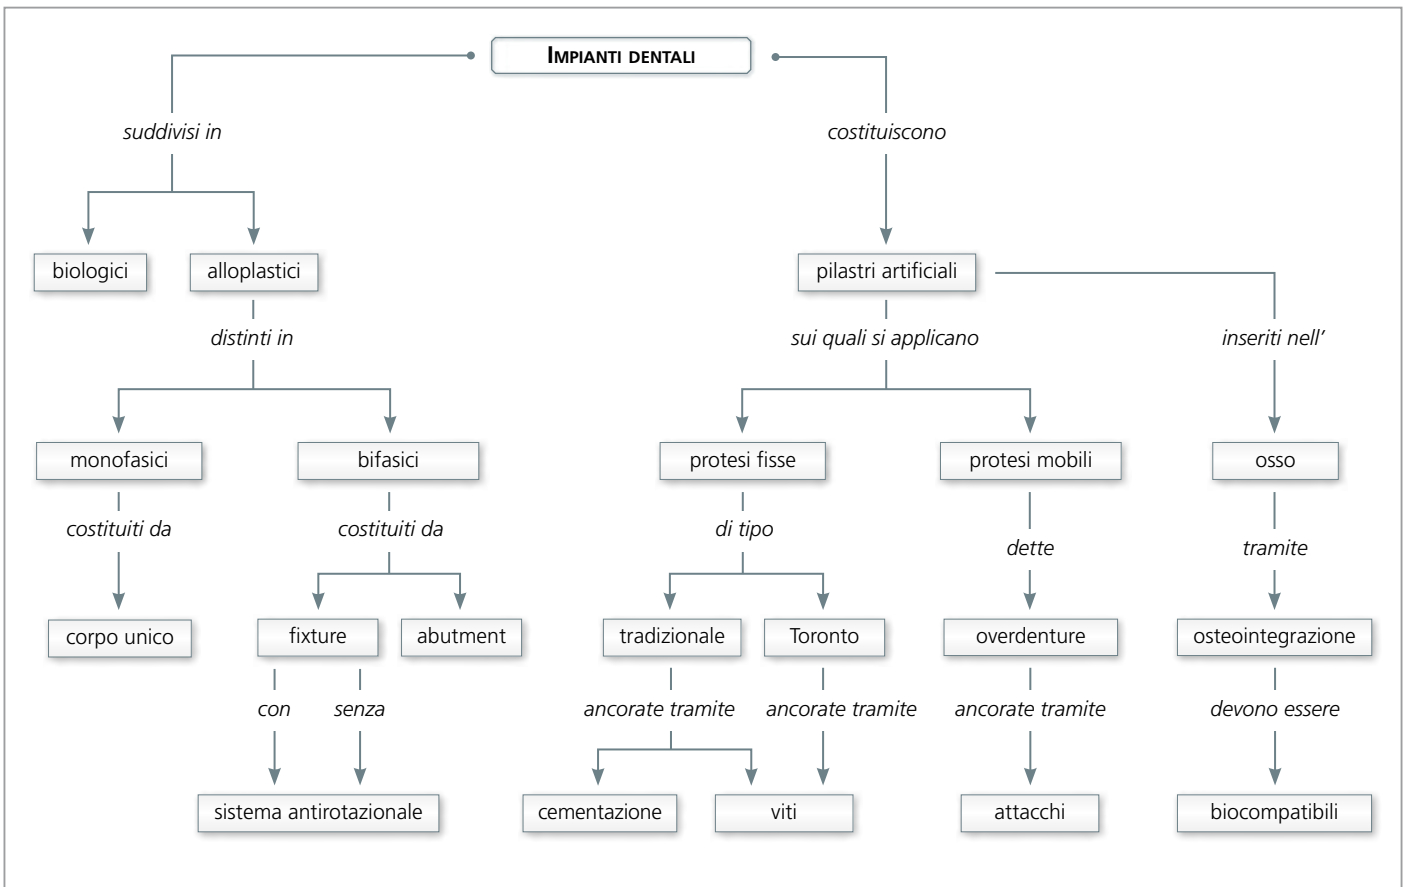 IMPIANTI DENTALI
suddivisi in
costituiscono
biologici
alloplastici
pilastri artificiali
distinti in
sui quali si applicano
inseriti nell’
monofasici
bifasici
protesi fisse
protesi mobili
osso
costituiti da
costituiti da
di tipo
dette
tramite
corpo unico
fixture
abutment
tradizionale
Toronto
overdenture
osteointegrazione
con
senza
ancorate tramite
ancorate tramite
ancorate tramite
devono essere
sistema antirotazionale
cementazione
viti
attacchi
biocompatibili